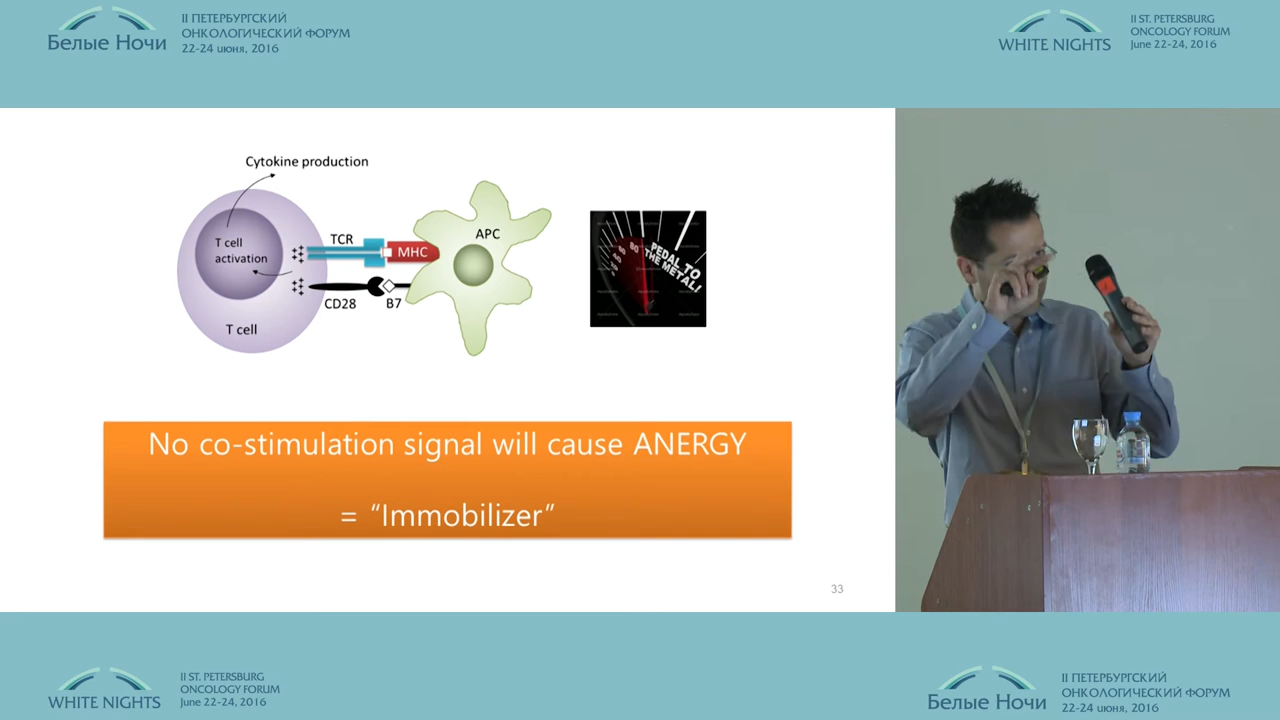 Белые Ночи
II ПЕТЕРБУРГСКИЙ
ОНКОЛОГИЧЕСКИЙ ФОРУМ
22-24 июня, 2016
WHITE NIGHTS
II ST. PETERSBURG
ONCOLOGY FORUM
June 22-24, 2016
Cytokine production
T cell
activation
T cell
TCR
MHC
CD28
B7
APC
80
PEDAL TO
THE METAL!
No co-stimulation signal will cause ANERGY
= “Immobilizer”
33
WHITE NIGHTS
II ST. PETERSBURG
ONCOLOGY FORUM
June 22-24, 2016
Белые Ночи
II ПЕТЕРБУРГСКИЙ
ОНКОЛОГИЧЕСКИЙ ФОРУМ
22-24 июня, 2016